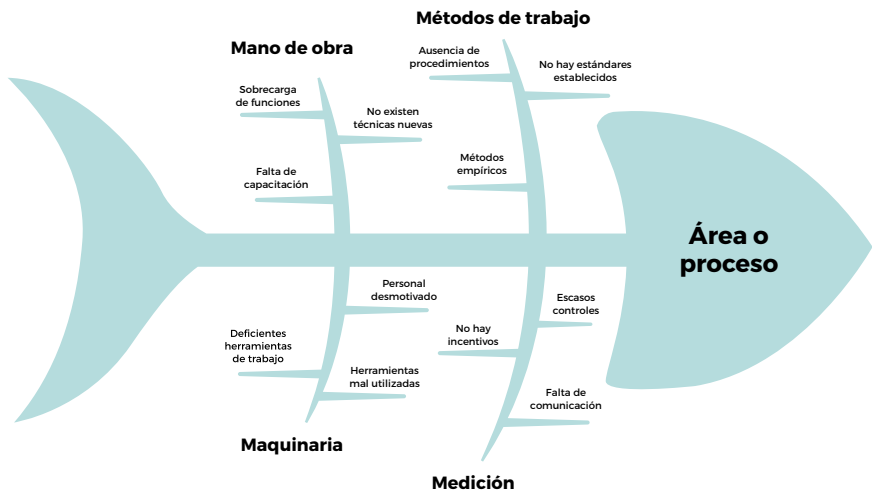 Métodos de trabajo
Mano de obra
Ausencia de
procedimientos
No hay estándares
establecidos
Sobrecarga
de funciones
No existen
técnicas nuevas
Métodos
empíricos
Falta de
capacitación
Área o
proceso
Personal
desmotivado
Escasos
controles
Deficientes
herramientas
de trabajo
No hay
incentivos
Herramientas
mal utilizadas
Falta de
comunicación
Maquinaria
Medición